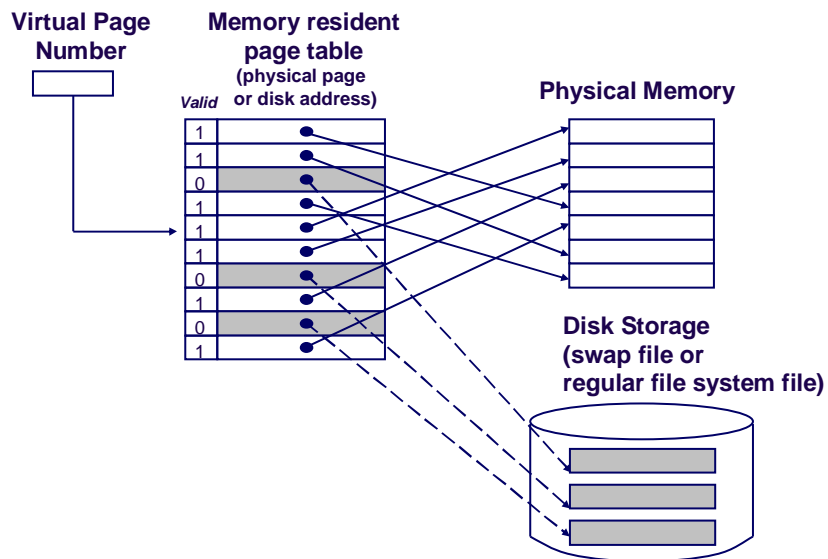 Virtual Page
Number
Memory resident
page table
(physical page
or disk address)
Valid
Physical Memory
1
1
0
1
1
1
0
1
0
1
Disk Storage
(swap file or
regular file system file)